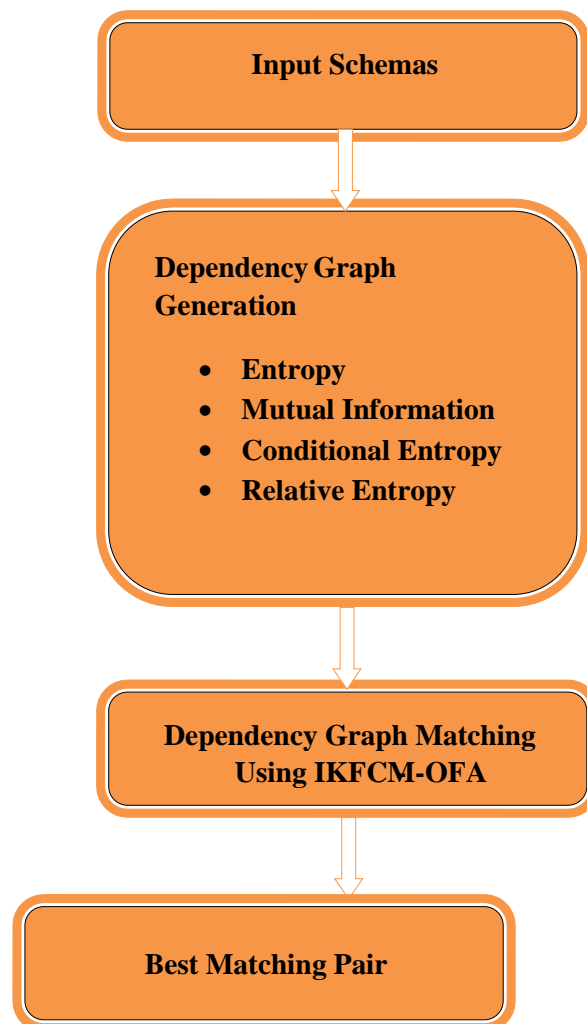 Input Schemas
Dependency Graph
Generation
• Entropy
• Mutual Information
• Conditional Entropy
• Relative Entropy
Dependency Graph Matching
Using IKFCM-OFA
Best Matching Pair